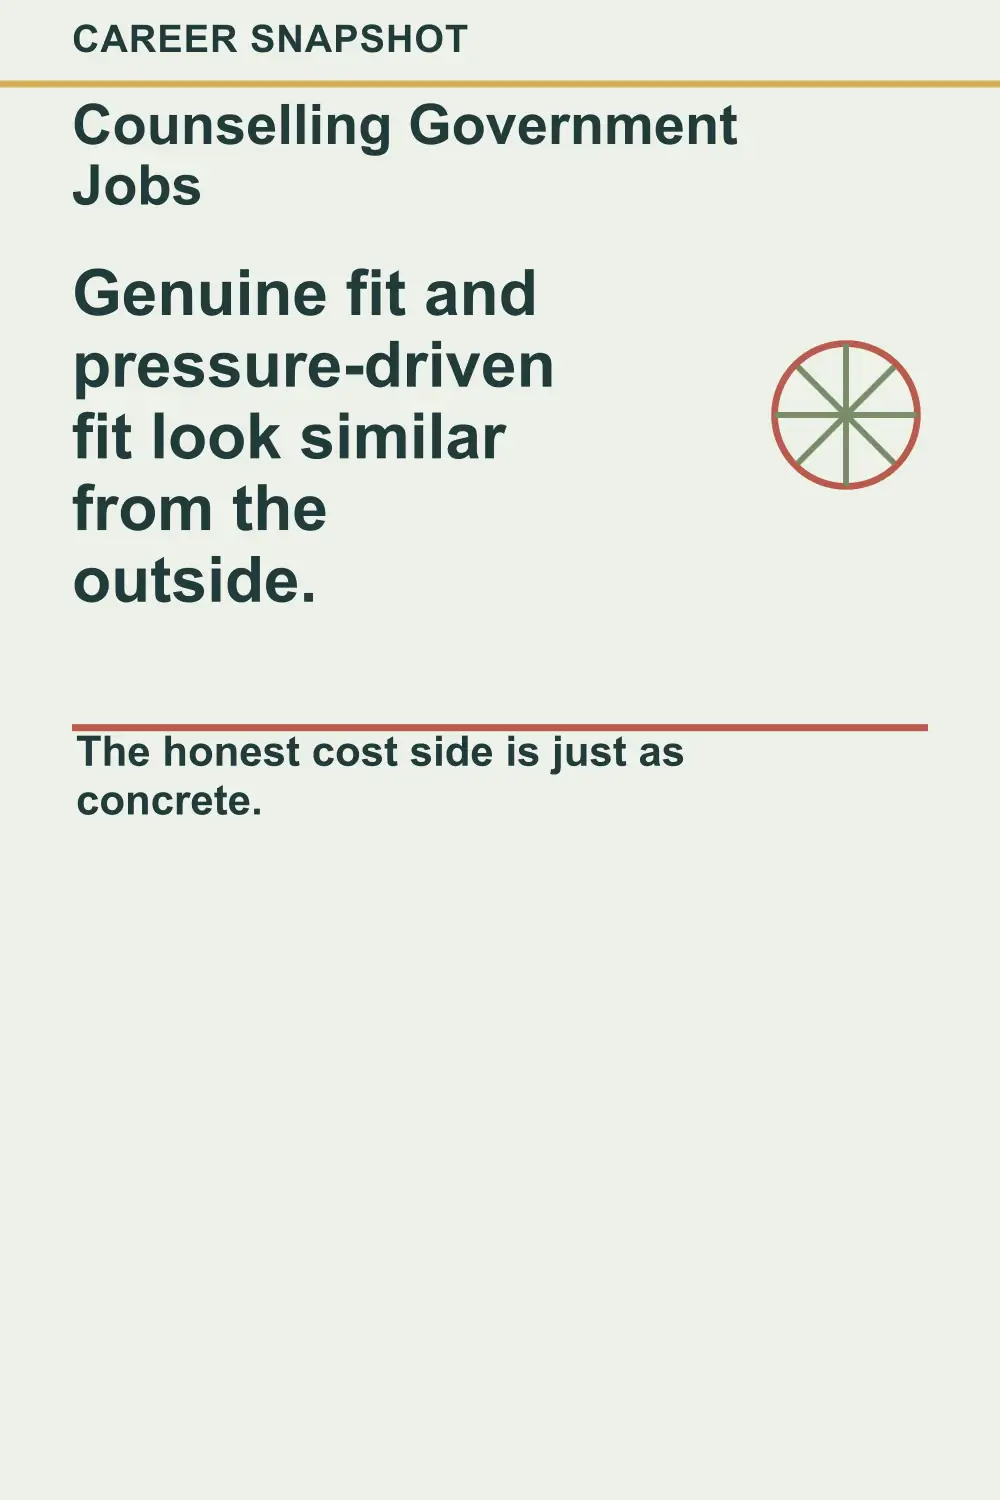 CAREER SNAPSHOT
Counselling Government
Jobs
Genuine fit and
pressure-driven
fit look similar
from the
outside.
The honest cost side is just as
concrete.